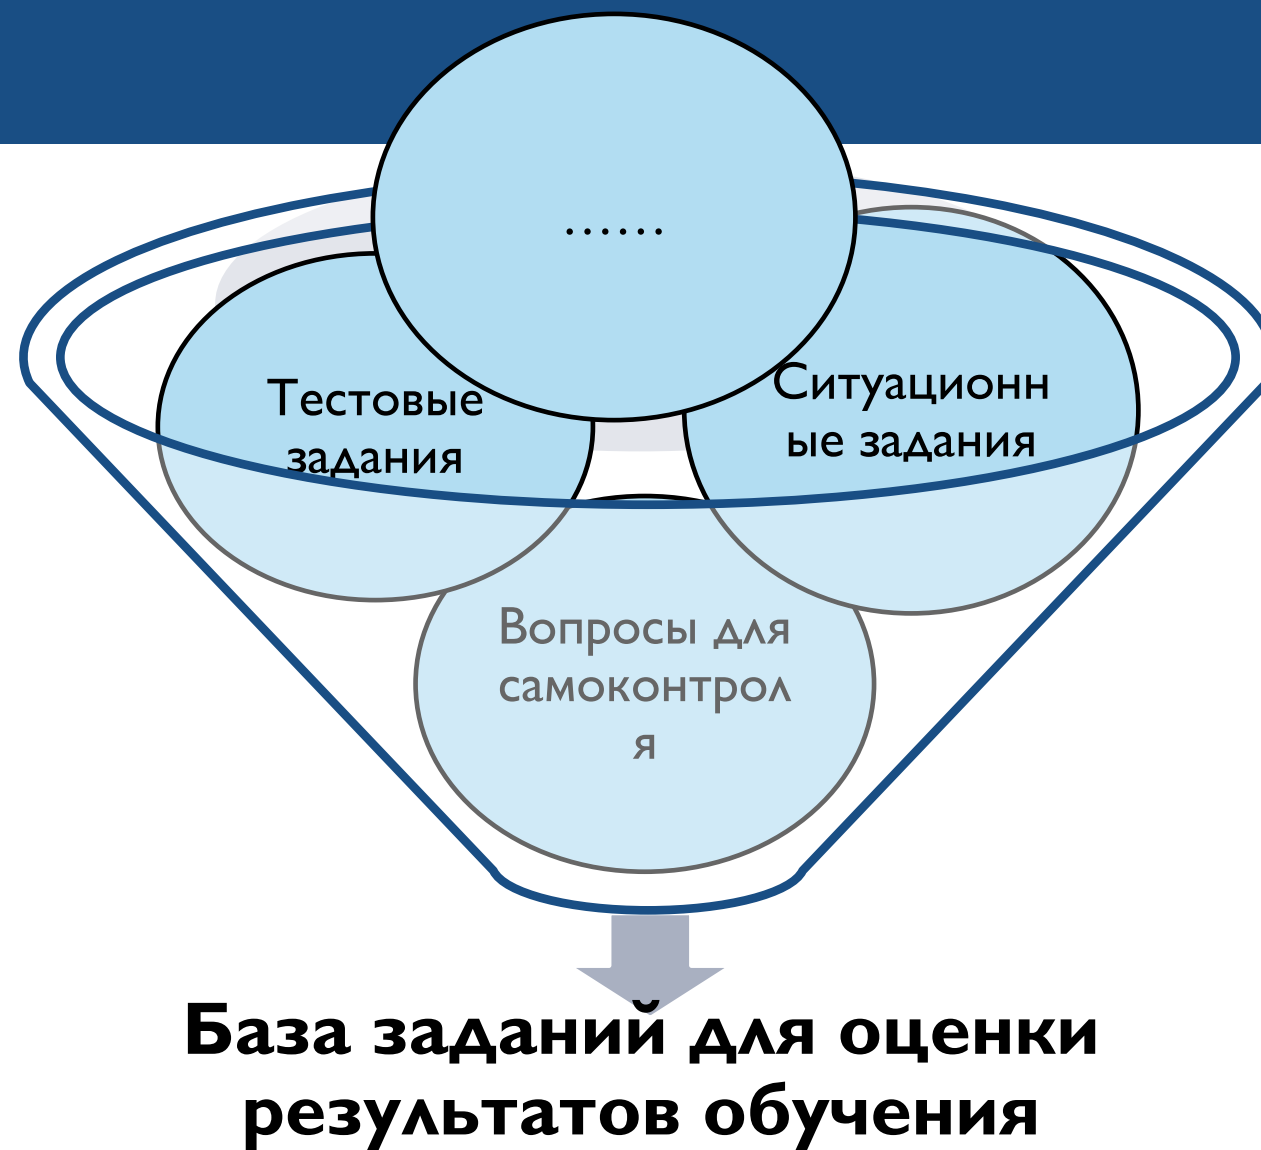 ......
Тестовые
задания
Ситуационн
ые задания
Вопросы для
самоконтрол
я
База заданий для оценки
результатов обучения